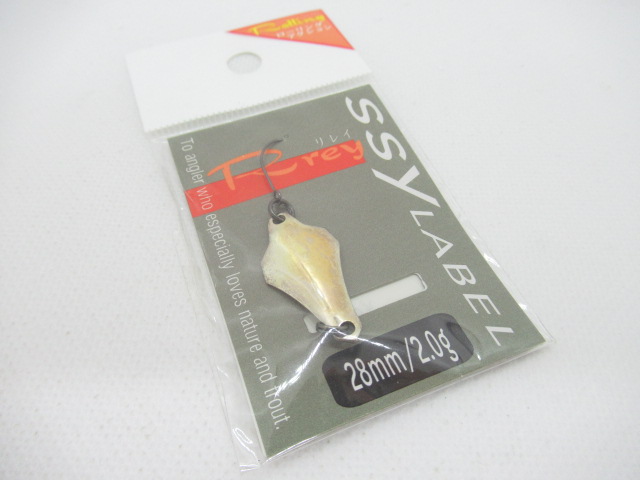 Rolling
Rrey
リレイ
SSY LABEL
To angler who especially loves nature and trout.
28mm/2.0g